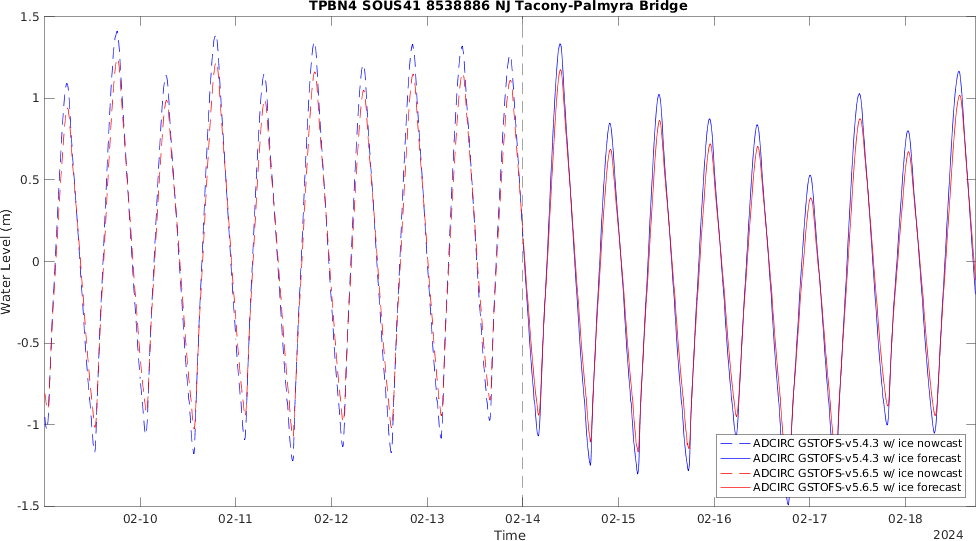 TPBN4 SOUS41 8538886 NJ Tacony-Palmyra Bridge
1.5
1
0.5
0
-0.5
-1
-1.5
Water Level (m)
ADCIRC GSTOFS-v5.4.3 w/ ice nowcast
ADCIRC GSTOFS-v5.4.3 w/ ice forecast
ADCIRC GSTOFS-v5.6.5 w/ ice nowcast
ADCIRC GSTOFS-v5.6.5 w/ ice forecast
02-10 02-11 02-12 02-13 02-14 02-15 02-16 02-17 02-18
Time
2024